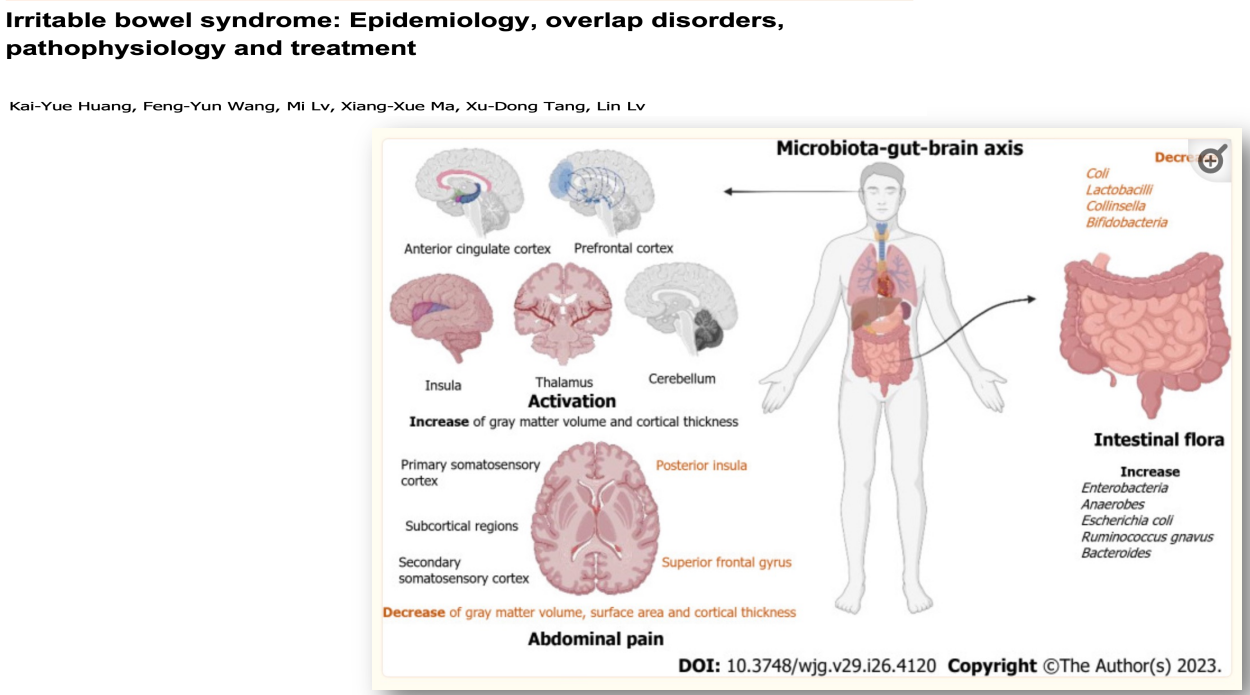 Irritable bowel syndrome: Epidemiology, overlap disorders,
pathophysiology and treatment
Kai-Yue Huang, Feng-Yun Wang, Mi Lv, Xiang-Xue Ma, Xu-Dong Tang, Lin Lv
Microbiota-gut-brain axis
Anterior cingulate cortex
Prefrontal cortex
Insula
Thalamus
Cerebellum
Activation
Increase of gray matter volume and cortical thickness
Primary somatosensory
cortex
Posterior insula
Subcortical regions
Secondary
somatosensory cortex
Superior frontal gyrus
Decrease of gray matter volume, surface area and cortical thickness
Abdominal pain
Coli
Lactobacilli
Collinsella
Bifidobacteria
Intestinal flora
Increase
Enterobacteria
Anaerobes
Escherichia coli
Ruminococcus gnavus
Bacteroides
DOI: 10.3748/wjg.v29.i26.4120 Copyright ©The Author(s) 2023.